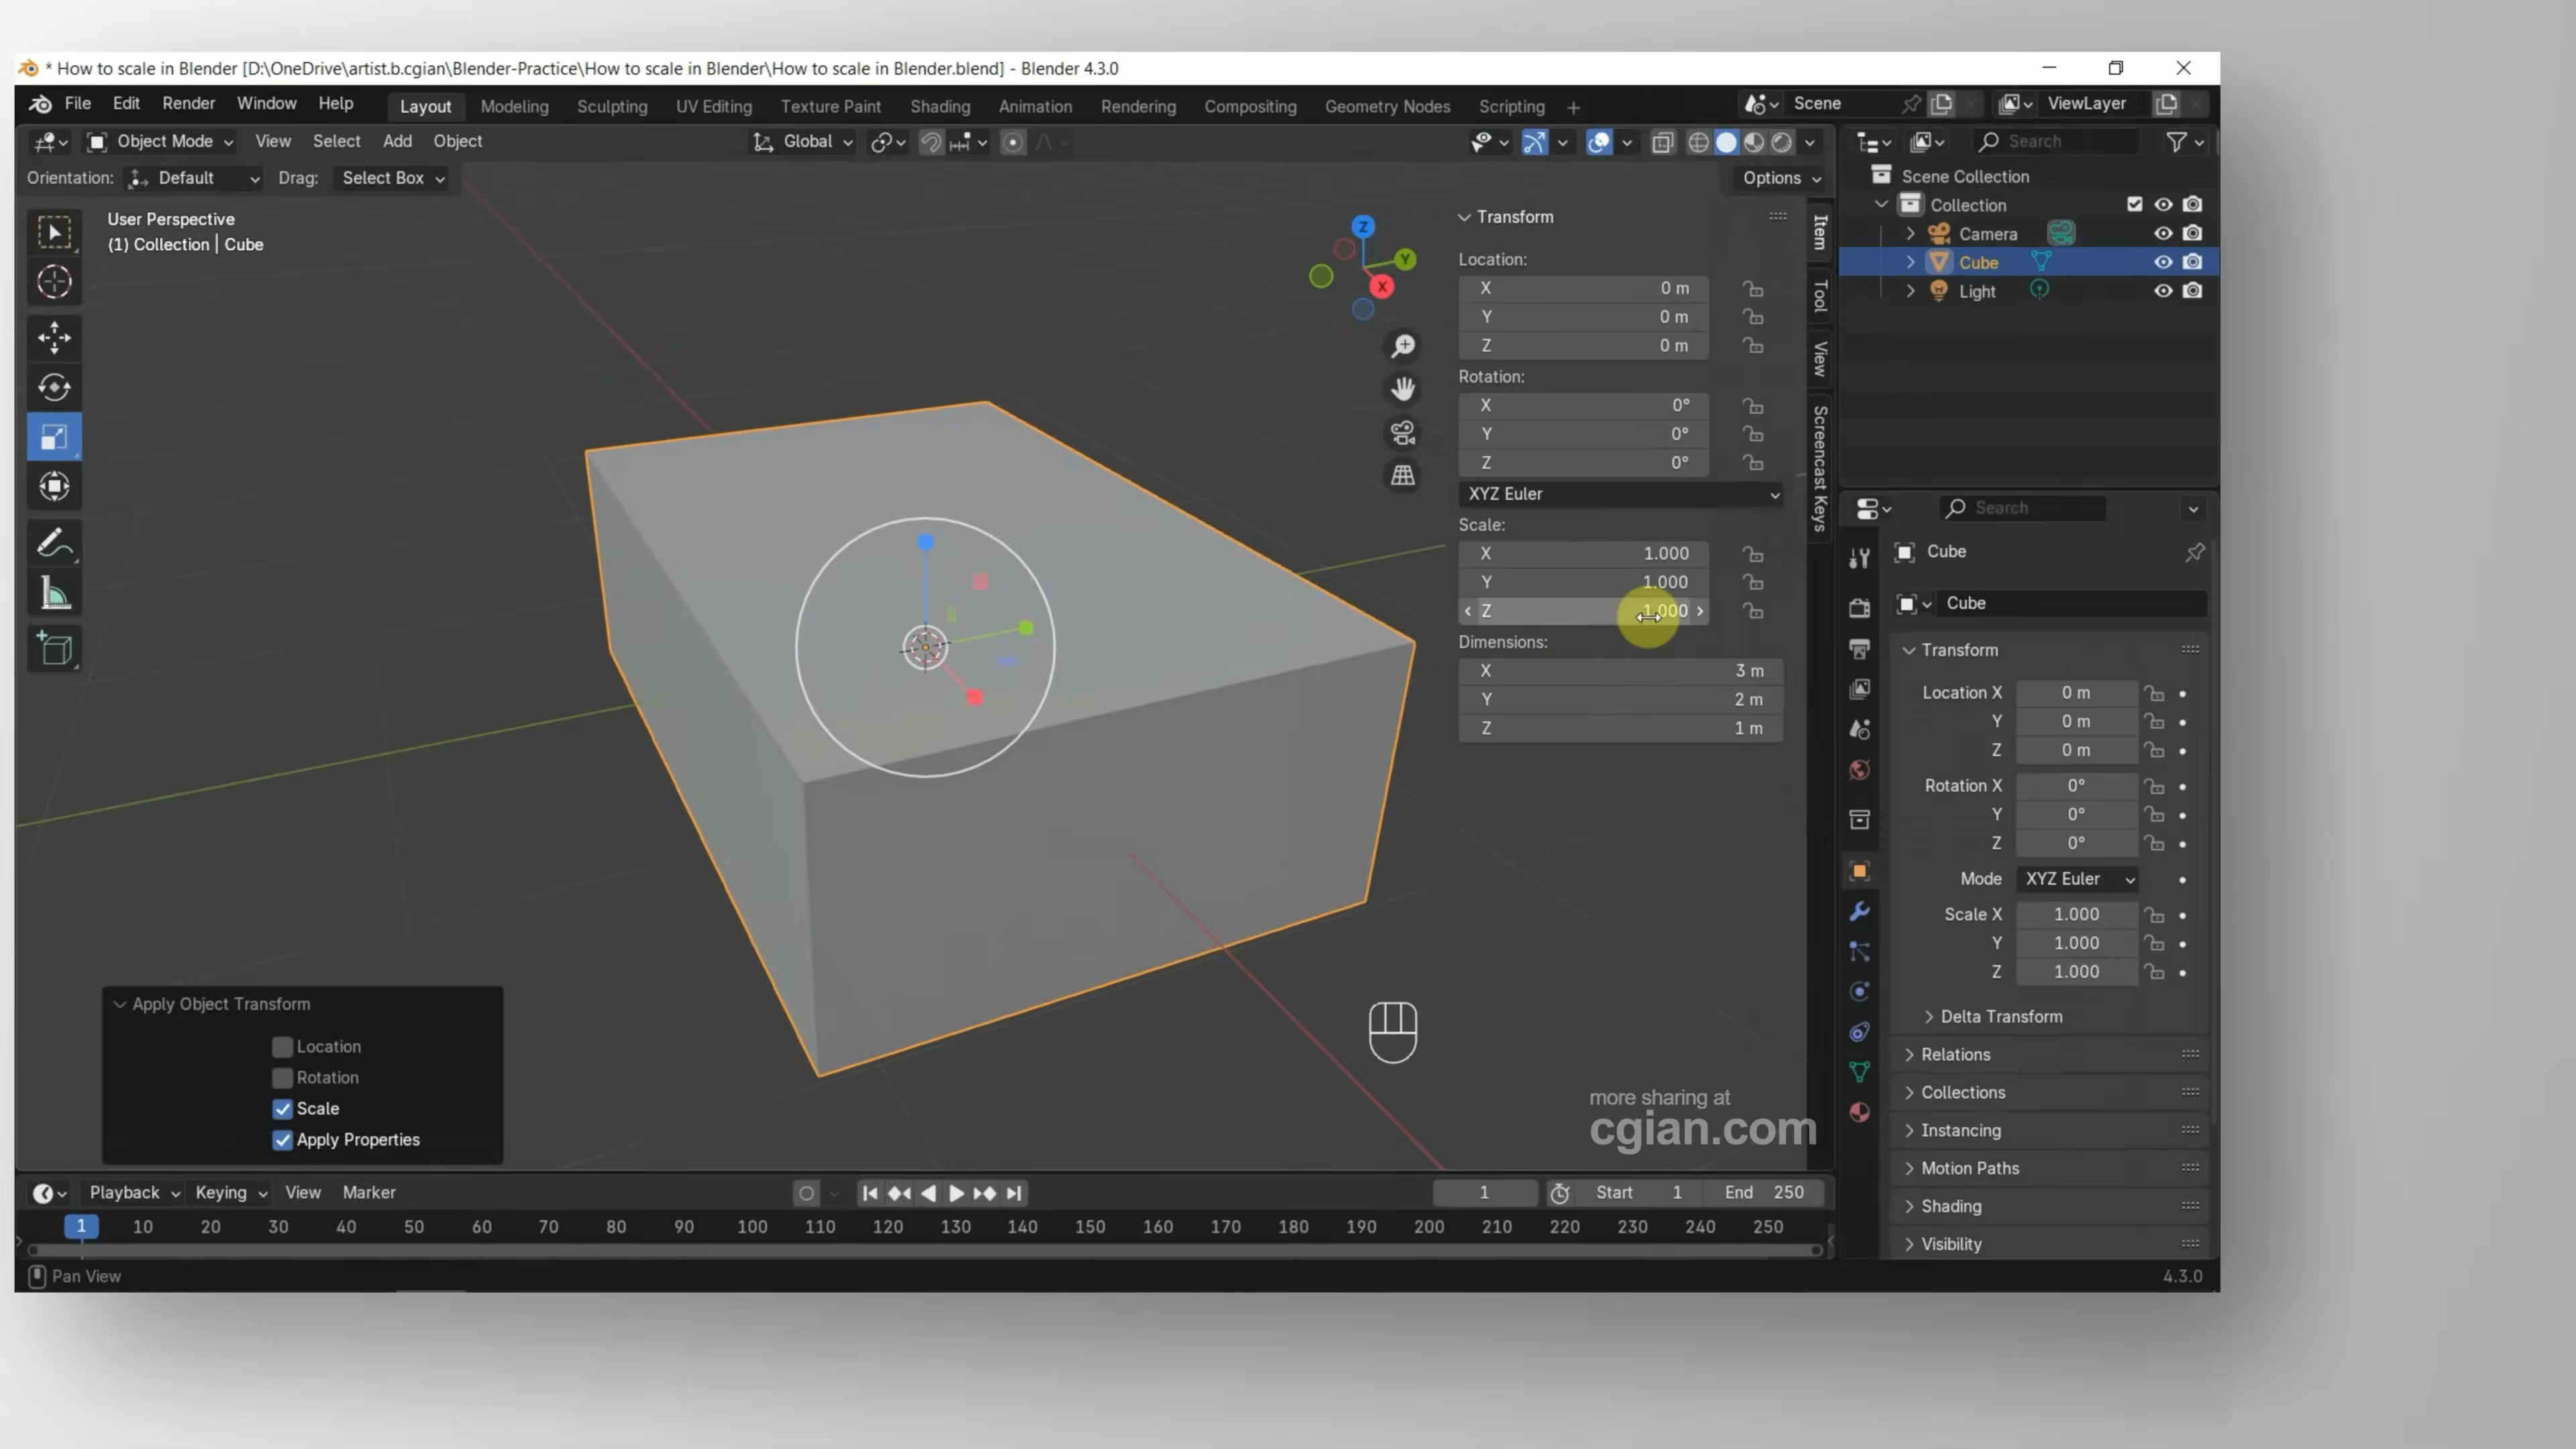 * How to scale in Blender [D:\OneDrive\artist.b.cgian\Blender-Practice\How to scale in Blender\How to scale in Blender.blend] - Blender 4.3.0
File Edit Render Window Help Layout Modeling Sculpting UV Editing Texture Paint Shading Animation Rendering Compositing Geometry Nodes Scripting + Scene ViewLayer
Object Mode View Select Add Object Global Search
Orientation: Default Drag: Select Box Options
User Perspective
(1) Collection | Cube
Z
Y
X
Transform
Location:
X 0 m
Y 0 m
Z 0 m
Rotation:
X 0°
Y 0°
Z 0°
XYZ Euler
Scale:
X 1.000
Y 1.000
Z 1.000
Dimensions:
X 3 m
Y 2 m
Z 1 m
Item
Tool
View
Screencast Keys
Scene Collection
Collection
Camera
Cube
Light
Search
Cube
Cube
Transform
Location X 0 m
Y 0 m
Z 0 m
Rotation X 0°
Y 0°
Z 0°
Mode XYZ Euler
Scale X 1.000
Y 1.000
Z 1.000
Delta Transform
Relations
Collections
Instancing
Motion Paths
Shading
Visibility
Apply Object Transform
Location
Rotation
Scale
Apply Properties
more sharing at
cgian.com
Playback Keying View Marker 1 Start 1 End 250
1 10 20 30 40 50 60 70 80 90 100 110 120 130 140 150 160 170 180 190 200 210 220 230 240 250
Pan View 4.3.0